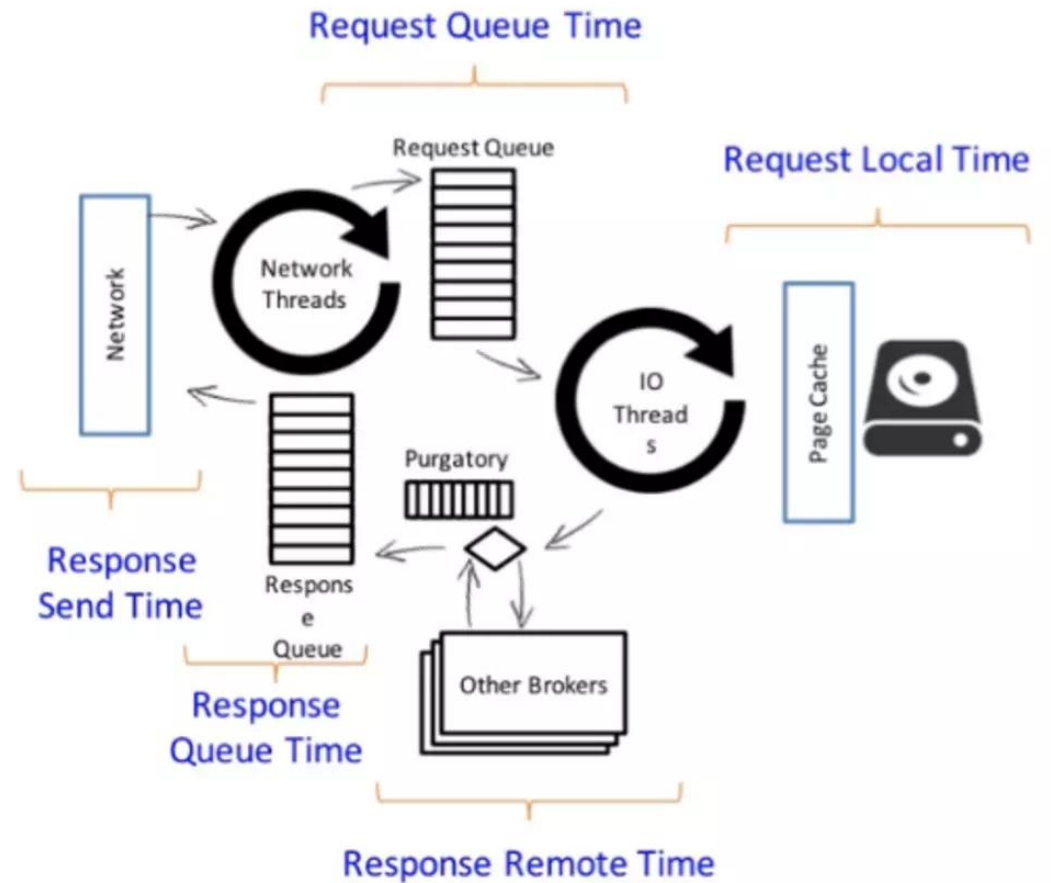 Request Queue Time
Request Queue
Request Local Time
Network
Network
Threads
IO
Thread
s
Page Cache
Purgatory
Response
Send Time
Respons
e
Queue
Other Brokers
Response
Queue Time
Response Remote Time